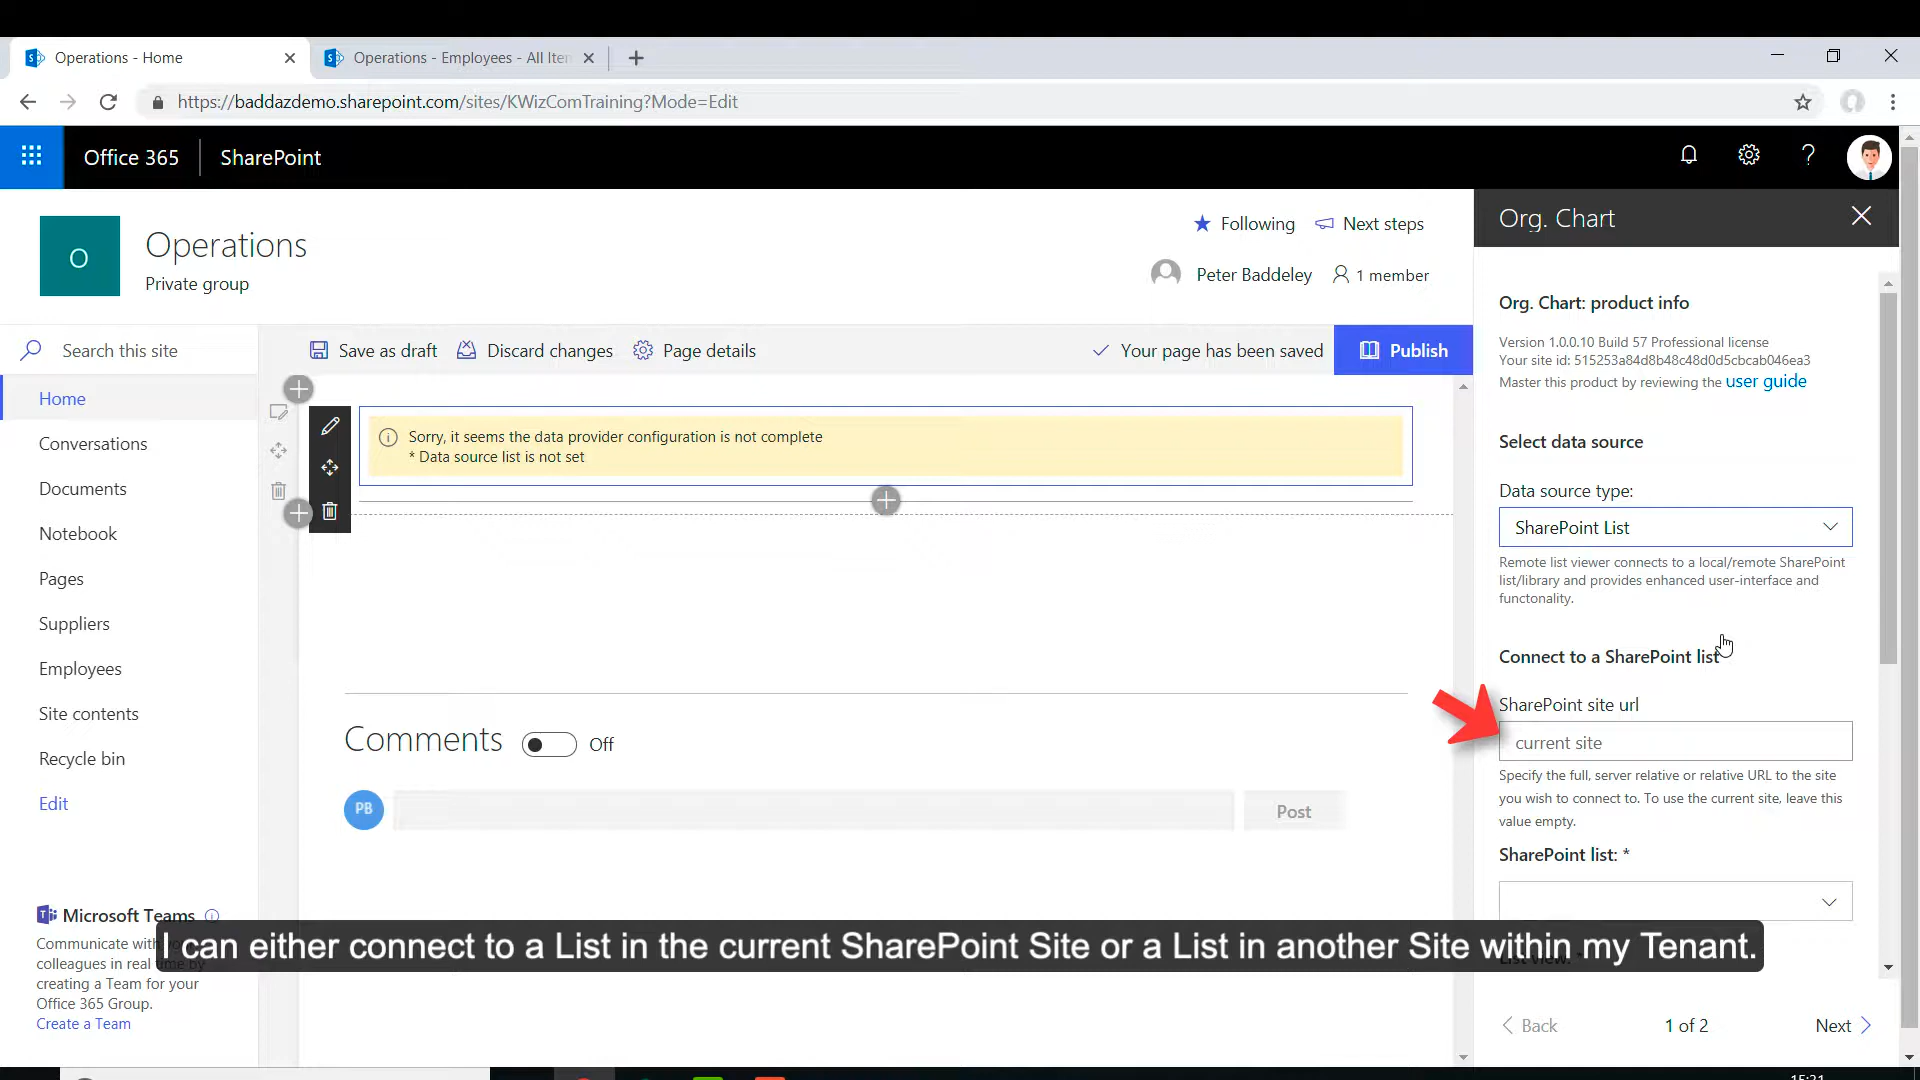 Operations - Home
Operations - Employees - All Iten
https://baddazdemo.sharepoint.com/sites/KWizComTraining?Mode=Edit
Office 365
SharePoint
O
Operations
Private group
Following
Next steps
Peter Baddeley
1 member
Org. Chart
Search this site
Save as draft
Discard changes
Page details
Your page has been saved
Publish
Home
Conversations
Documents
Notebook
Pages
Suppliers
Employees
Site contents
Recycle bin
Edit
Sorry, it seems the data provider configuration is not complete
* Data source list is not set
Comments
Off
PB
Post
Org. Chart: product info
Version 1.0.0.10 Build 57 Professional license
Your site id: 515253a84d8b48c48d0d5cbcab046ea3
Master this product by reviewing the user guide
Select data source
Data source type:
SharePoint List
Remote list viewer connects to a local/remote SharePoint
list/library and provides enhanced user-interface and
functonality.
Connect to a SharePoint list
SharePoint site url
current site
Specify the full, server relative or relative URL to the site
you wish to connect to. To use the current site, leave this
value empty.
SharePoint list: *
List view:
Microsoft Teams
Communicate with
colleagues in real time by
creating a Team for your
Office 365 Group.
Create a Team
I can either connect to a List in the current SharePoint Site or a List in another Site within my Tenant.
Back
1 of 2
Next